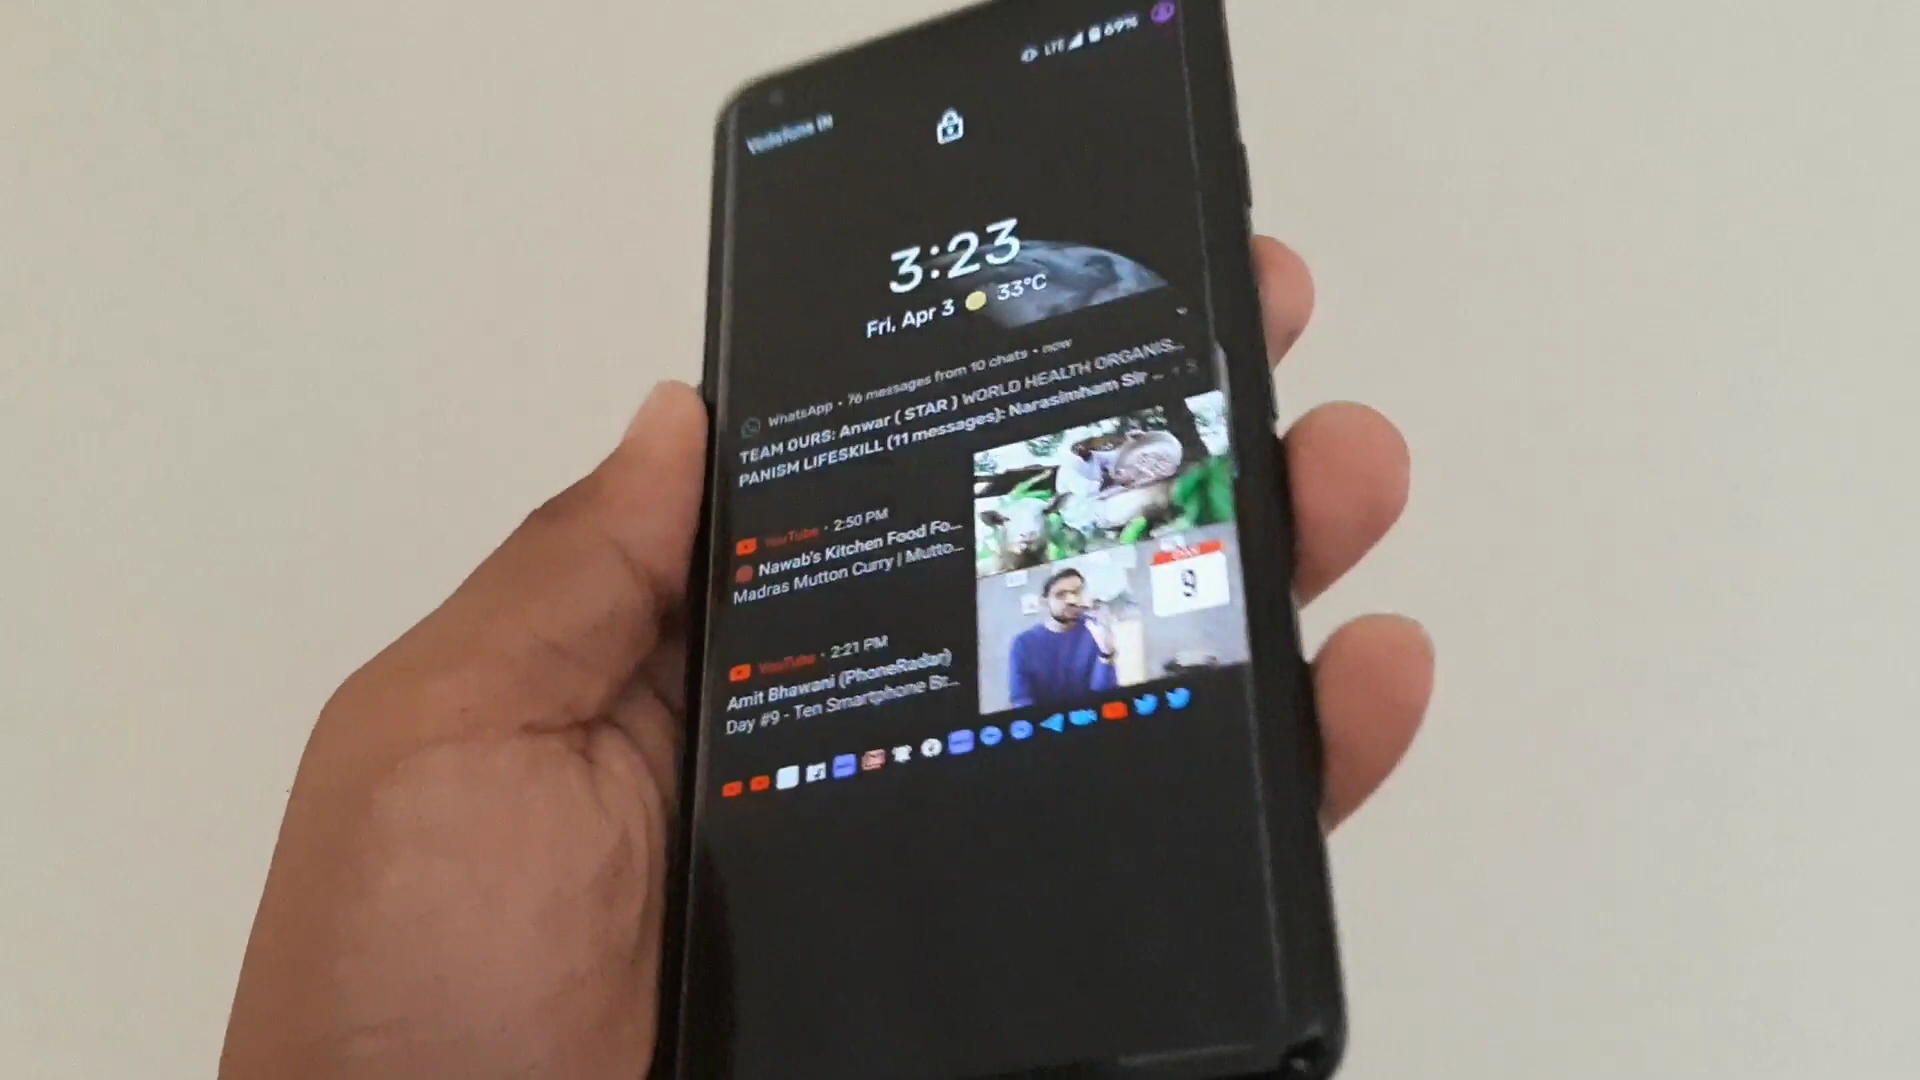 Vodafone IN
LTE 69%
3:23
Fri, Apr 3 33°C
WhatsApp • 76 messages from 10 chats • now
TEAM OURS: Anwar ( STAR ) WORLD HEALTH ORGANIS...
PANISM LIFESKILL (11 messages): Narasimham Sir ...
YouTube • 2:50 PM
Nawab's Kitchen Food Fo...
Madras Mutton Curry | Mutto...
9
YouTube • 2:21 PM
Amit Bhawani (PhoneRadar)
Day #9 - Ten Smartphone Br...